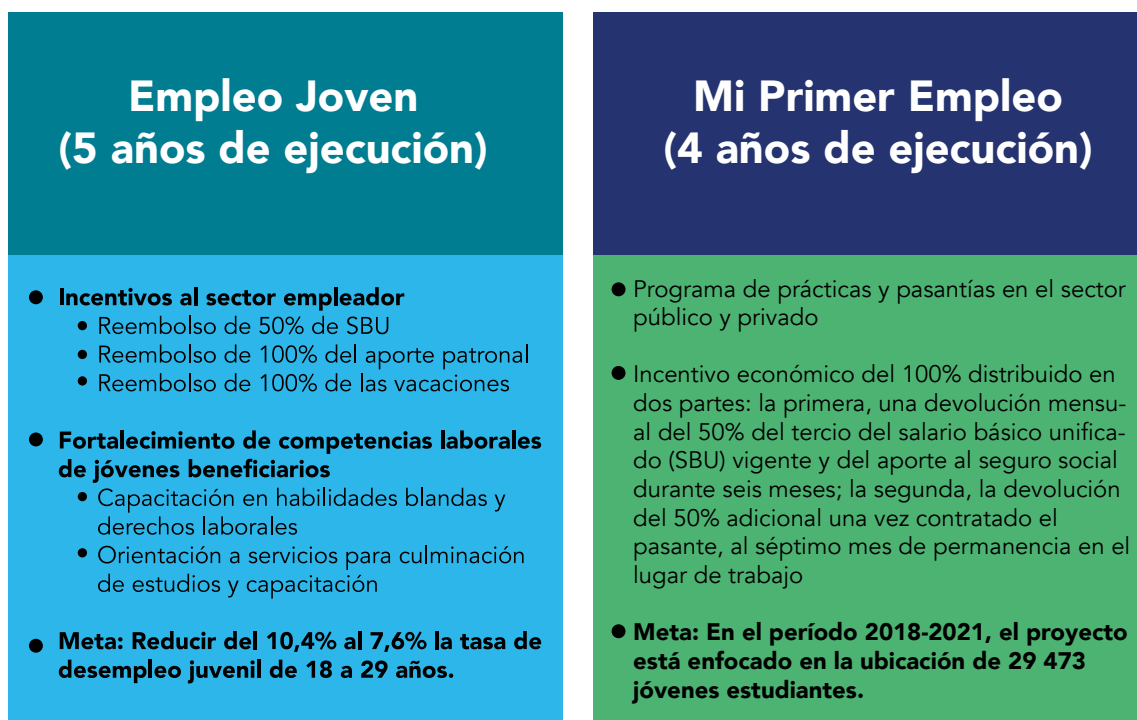 Empleo Joven
(5 años de ejecución)
● Incentivos al sector empleador
• Reembolso de 50% de SBU
• Reembolso de 100% del aporte patronal
• Reembolso de 100% de las vacaciones
● Fortalecimiento de competencias laborales
de jóvenes beneficiarios
• Capacitación en habilidades blandas y
derechos laborales
• Orientación a servicios para culminación
de estudios y capacitación
● Meta: Reducir del 10,4% al 7,6% la tasa de
desempleo juvenil de 18 a 29 años.
Mi Primer Empleo
(4 años de ejecución)
● Programa de prácticas y pasantías en el sector
público y privado
● Incentivo económico del 100% distribuido en
dos partes: la primera, una devolución mensu-
al del 50% del tercio del salario básico unifica-
do (SBU) vigente y del aporte al seguro social
durante seis meses; la segunda, la devolución
del 50% adicional una vez contratado el
pasante, al séptimo mes de permanencia en el
lugar de trabajo
● Meta: En el período 2018-2021, el proyecto
está enfocado en la ubicación de 29 473
jóvenes estudiantes.